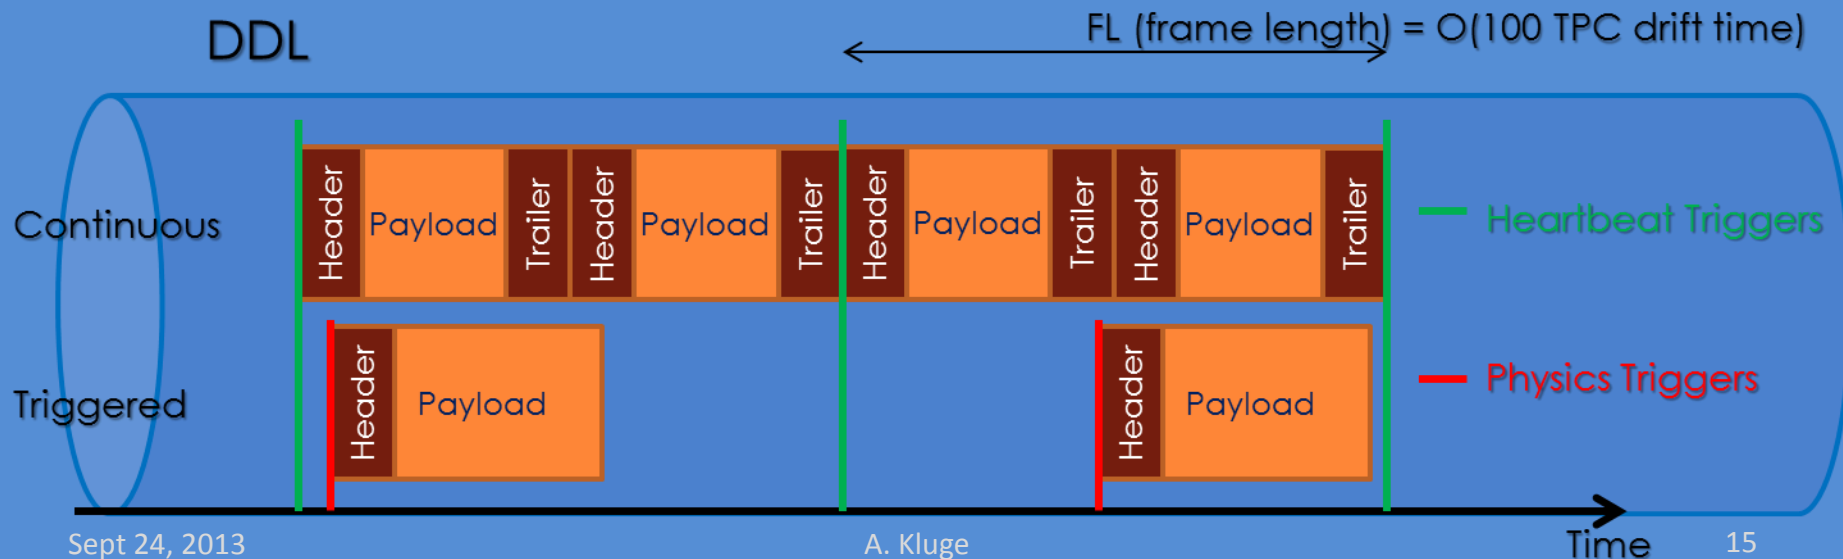 DDL
FL (frame length) = O(100 TPC drift time)
Continuous
Header
Payload
Trailer
Header
Payload
Trailer
Header
Payload
Trailer
Header
Payload
Trailer
Heartbeat Triggers
Triggered
Header
Payload
Header
Payload
Physics Triggers
Time
Sept 24, 2013
A. Kluge
15